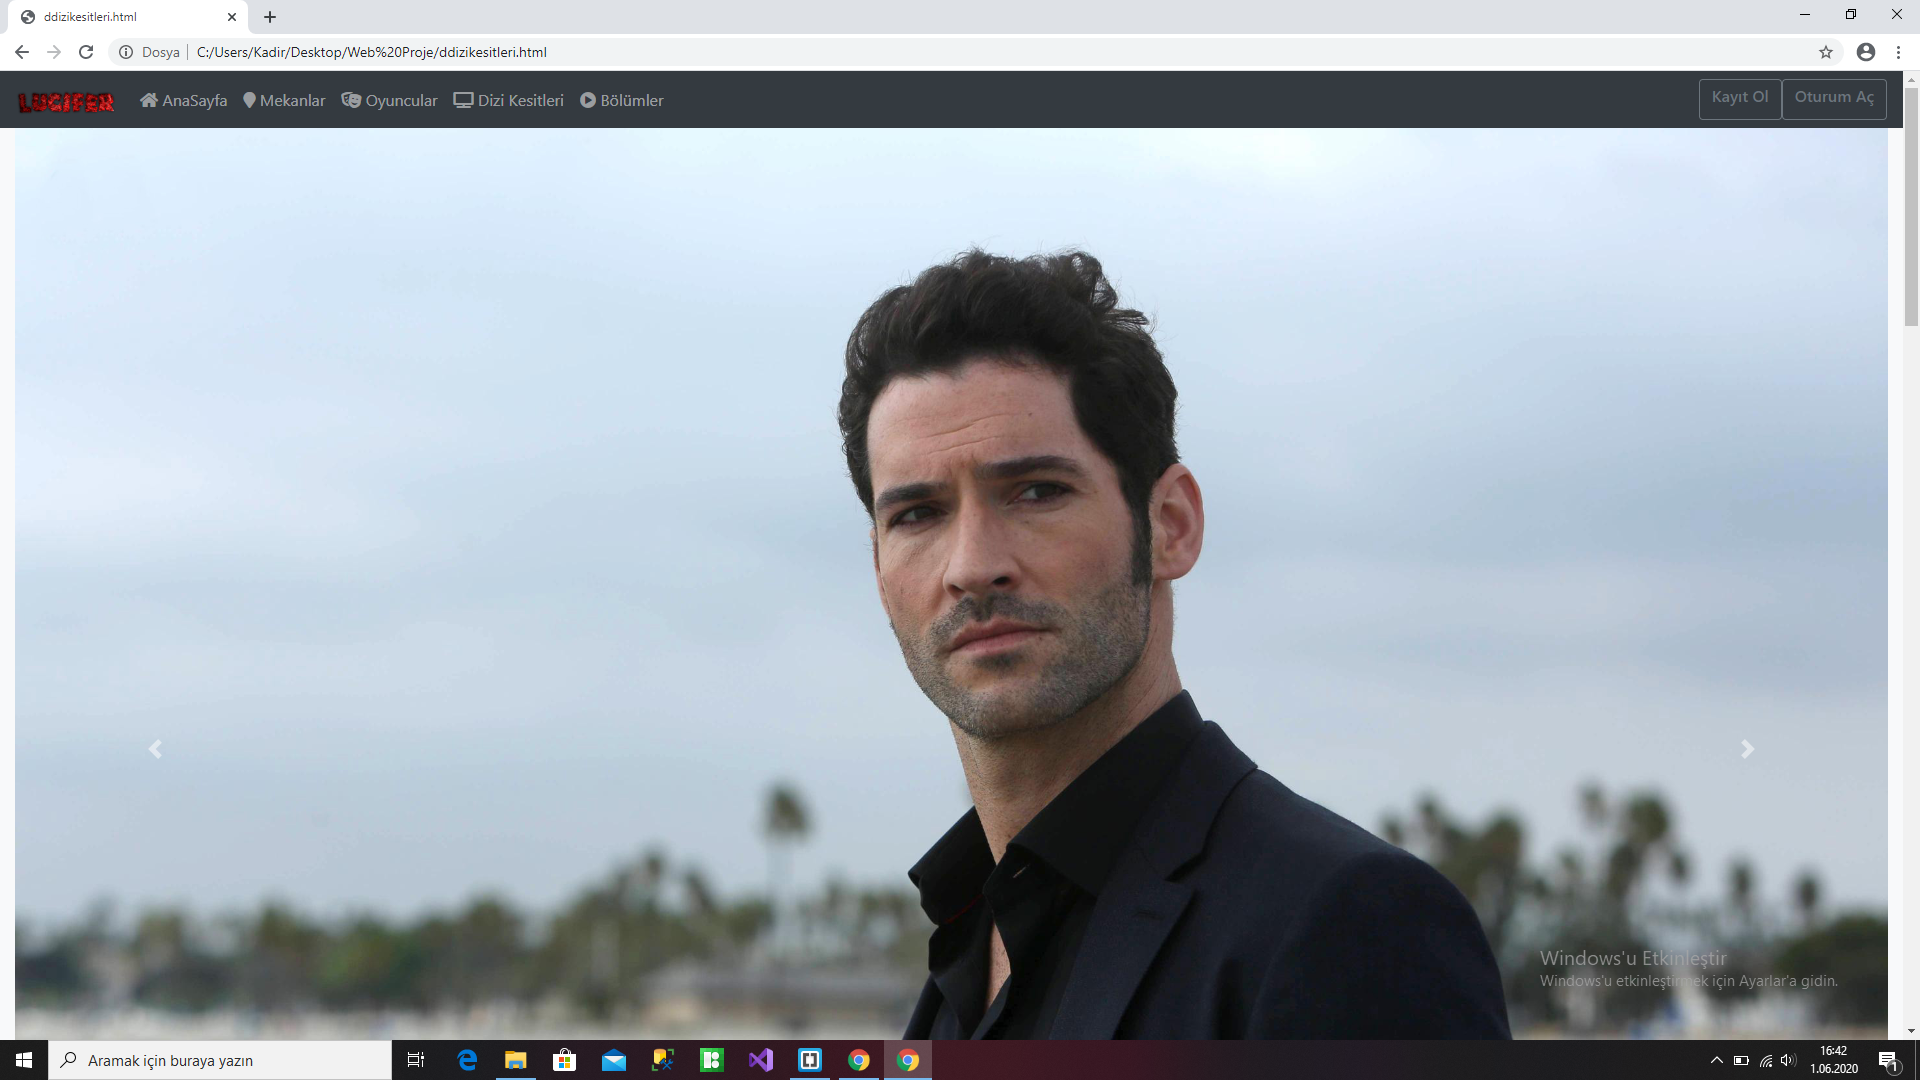 ddizikesitleri.html
Dosya
C:/Users/Kadir/Desktop/Web%20Proje/ddizikesitleri.html
LUCIFER
AnaSayfa
Mekanlar
Oyuncular
Dizi Kesitleri
Bölümler
Kayıt Ol
Oturum Aç
Windows'u Etkinleştir
Windows'u etkinleştirmek için Ayarlar'a gidin.
Aramak için buraya yazın
16:42
1.06.2020
1